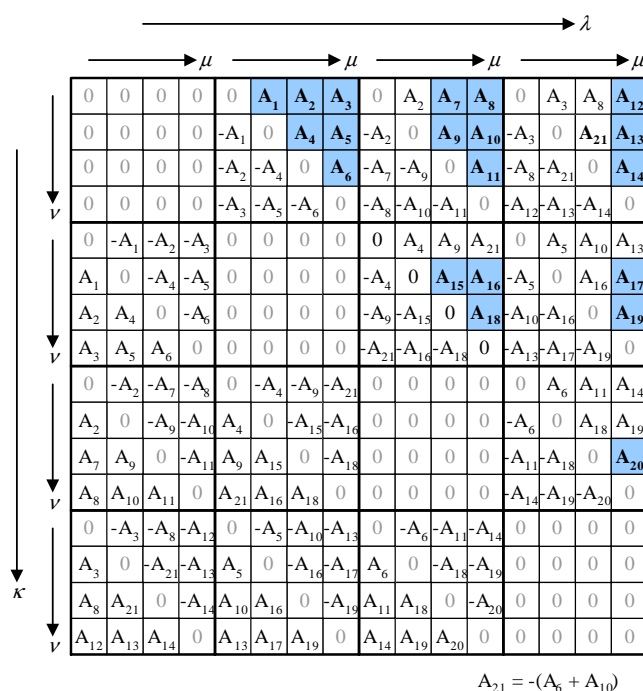 λ
μ μ μ μ
0 0 0 0 0 A₁ A₂ A₃ 0 A₂ A₇ A₈ 0 A₃ A₈ A₁₂
0 0 0 0 -A₁ 0 A₄ A₅ -A₂ 0 A₉ A₁₀ -A₃ 0 A₂₁ A₁₃
0 0 0 0 -A₂ -A₄ 0 A₆ -A₇ -A₉ 0 A₁₁ -A₈ -A₂₁ 0 A₁₄
ν 0 0 0 0 -A₃ -A₅ -A₆ 0 -A₈ -A₁₀ -A₁₁ 0 -A₁₂ -A₁₃ -A₁₄ 0
0 -A₁ -A₂ -A₃ 0 0 0 0 0 A₄ A₉ A₂₁ 0 A₅ A₁₀ A₁₃
A₁ 0 -A₄ -A₅ 0 0 0 0 -A₄ 0 A₁₅ A₁₆ -A₅ 0 A₁₆ A₁₇
A₂ A₄ 0 -A₆ 0 0 0 0 -A₉ -A₁₅ 0 A₁₈ -A₁₀ -A₁₆ 0 A₁₉
ν A₃ A₅ A₆ 0 0 0 0 0 -A₂₁ -A₁₆ -A₁₈ 0 -A₁₃ -A₁₇ -A₁₉ 0
0 -A₂ -A₇ -A₈ 0 -A₄ -A₉ -A₂₁ 0 0 0 0 0 A₆ A₁₁ A₁₄
A₂ 0 -A₉ -A₁₀ A₄ 0 -A₁₅ -A₁₆ 0 0 0 0 -A₆ 0 A₁₈ A₁₉
A₇ A₉ 0 -A₁₁ A₉ A₁₅ 0 -A₁₈ 0 0 0 0 -A₁₁ -A₁₈ 0 A₂₀
ν A₈ A₁₀ A₁₁ 0 A₂₁ A₁₆ A₁₈ 0 0 0 0 0 -A₁₄ -A₁₉ -A₂₀ 0
0 -A₃ -A₈ -A₁₂ 0 -A₅ -A₁₀ -A₁₃ 0 -A₆ -A₁₁ -A₁₄ 0 0 0 0
A₃ 0 -A₂₁ -A₁₃ A₅ 0 -A₁₆ -A₁₇ A₆ 0 -A₁₈ -A₁₉ 0 0 0 0
κ A₈ A₂₁ 0 -A₁₄ A₁₀ A₁₆ 0 -A₁₉ A₁₁ A₁₈ 0 -A₂₀ 0 0 0 0
ν A₁₂ A₁₃ A₁₄ 0 A₁₃ A₁₇ A₁₉ 0 A₁₄ A₁₉ A₂₀ 0 0 0 0 0
A₂₁ = -(A₆ + A₁₀)